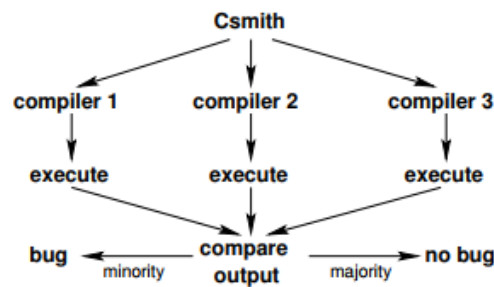 Csmith
compiler 1
compiler 2
compiler 3
execute
execute
execute
bug
minority
compare
output
majority
no bug